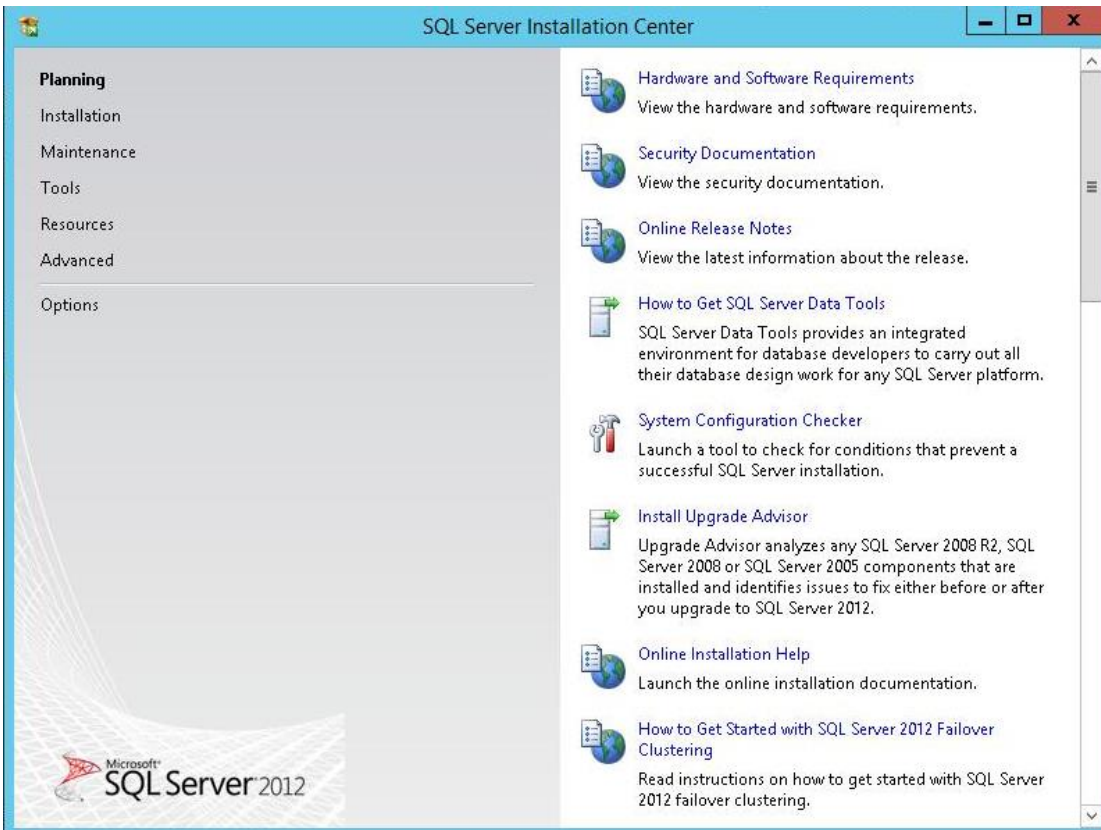 SQL Server Installation Center
Planning
Installation
Maintenance
Tools
Resources
Advanced
Options
Hardware and Software Requirements
View the hardware and software requirements.
Security Documentation
View the security documentation.
Online Release Notes
View the latest information about the release.
How to Get SQL Server Data Tools
SQL Server Data Tools provides an integrated
environment for database developers to carry out all
their database design work for any SQL Server platform.
System Configuration Checker
Launch a tool to check for conditions that prevent a
successful SQL Server installation.
Install Upgrade Advisor
Upgrade Advisor analyzes any SQL Server 2008 R2, SQL
Server 2008 or SQL Server 2005 components that are
installed and identifies issues to fix either before or after
you upgrade to SQL Server 2012.
Online Installation Help
Launch the online installation documentation.
How to Get Started with SQL Server 2012 Failover
Clustering
Read instructions on how to get started with SQL Server
2012 failover clustering.
Microsoft®
SQL Server® 2012